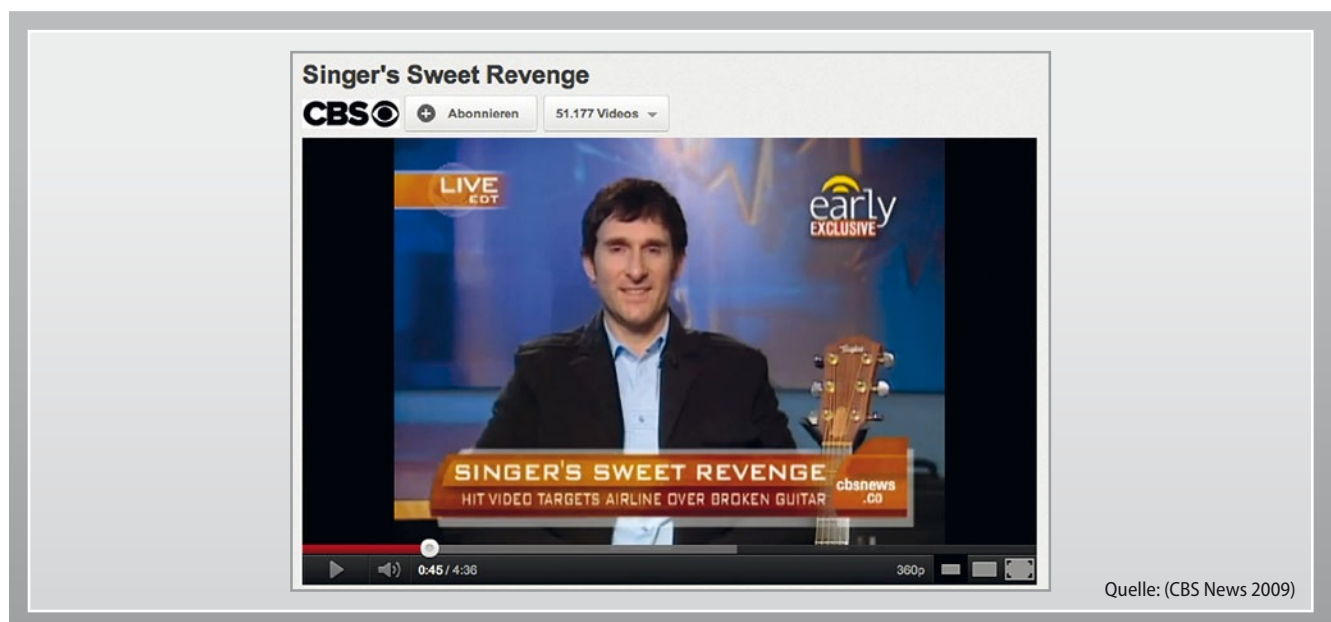 Singer's Sweet Revenge
CBS Abonnieren 51.177 Videos
LIVE
EDT
early
EXCLUSIVE
Taylor
SINGER'S SWEET REVENGE
HIT VIDEO TARGETS AIRLINE OVER BROKEN GUITAR
cbsnews
.co
0:45 / 4:36 360p
Quelle: (CBS News 2009)